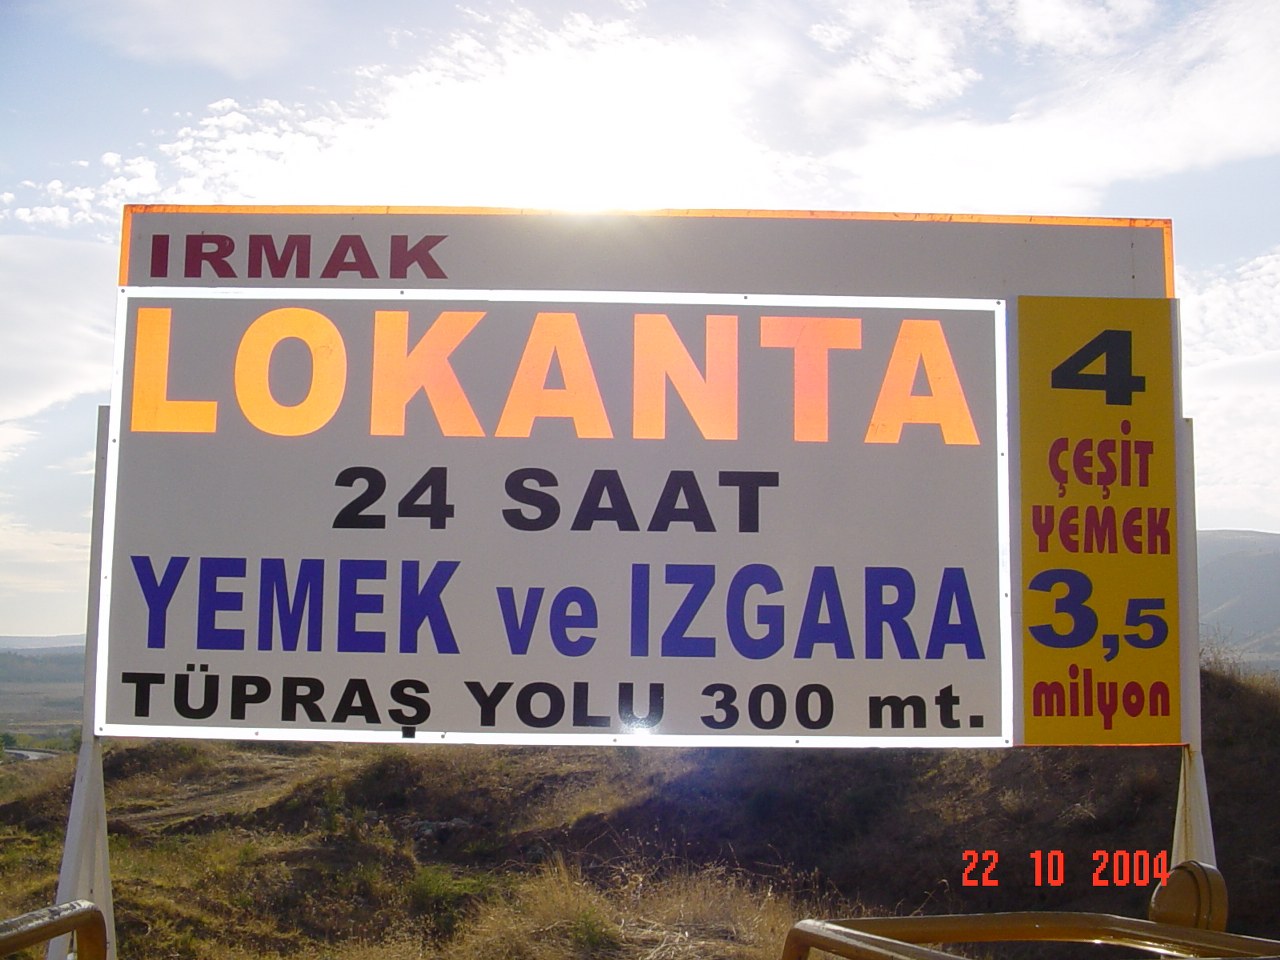 IRMAK
LOKANTA
24 SAAT
YEMEK ve IZGARA
TÜPRAŞ YOLU 300 mt.
4
ÇEŞİT
YEMEK
3,5
milyon
22 10 2004